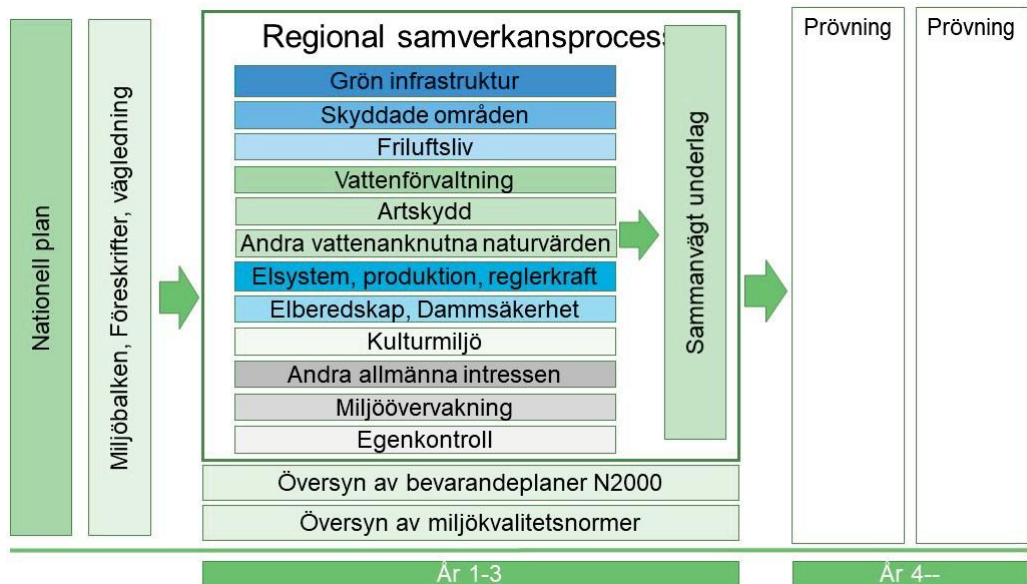 Nationell plan
Miljöbalken, Föreskrifter, vägledning
Regional samverkansprocess
Grön infrastruktur
Skyddade områden
Friluftsliv
Vattenförvaltning
Artskydd
Andra vattenanknutna naturvärden
Elsystem, produktion, reglerkraft
Elberedskap, Dammsäkerhet
Kulturmiljö
Andra allmänna intressen
Miljöövervakning
Egenkontroll
Sammanvägt underlag
Översyn av bevarandeplaner N2000
Översyn av miljökvalitetsnormer
Prövning
Prövning
År 1-3
År 4--